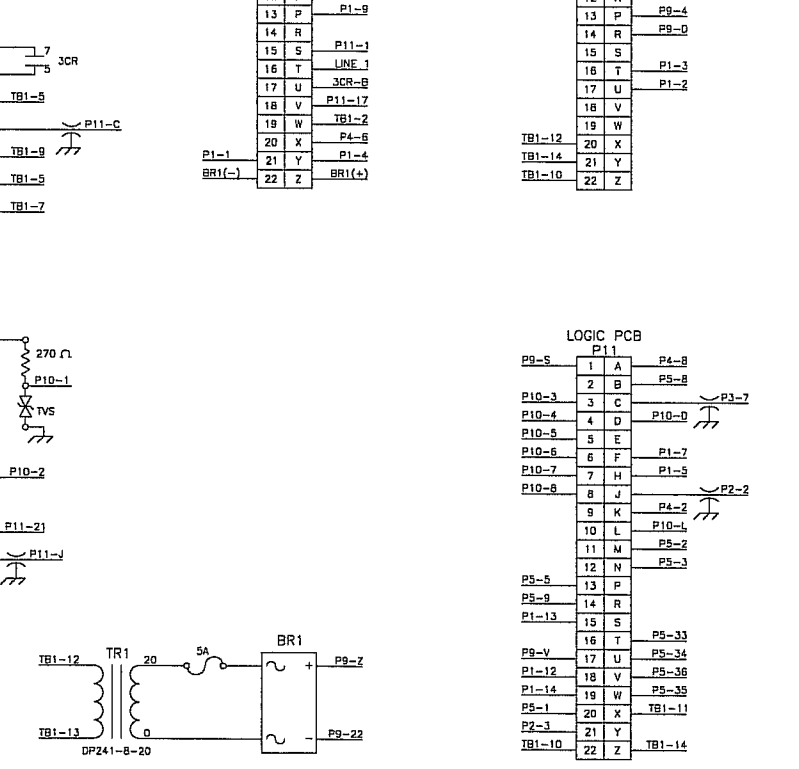 P1-9
13 P
14 R
15 S P11-1
16 T LINE 1
17 U 3CR-B
18 V P11-17
19 W TB1-2
20 X P4-6
P1-1 21 Y P1-4
BR1(-) 22 Z BR1(+)
13 P P9-4
14 R P9-D
15 S
16 T P1-3
17 U P1-2
18 V
19 W
TB1-12 20 X
TB1-14 21 Y
TB1-10 22 Z
7
5
3CR
TB1-5
P11-C
TB1-9
TB1-5
TB1-7
270 Ω
P10-1
TVS
P10-2
P11-21
P11-J
LOGIC PCB
P11
P9-S 1 A P4-8
2 B P5-8
P10-3 3 C P3-7
P10-4 4 D P10-D
P10-5 5 E
P10-6 6 F P1-7
P10-7 7 H P1-5
P10-8 8 J P2-2
9 K P4-2
10 L P10-L
11 M P5-2
12 N P5-3
P5-5 13 P
P5-9 14 R
P1-13 15 S
16 T P5-33
P9-V 17 U P5-34
P1-12 18 V P5-36
P1-14 19 W P5-35
P5-1 20 X TB1-11
P2-3 21 Y
TB1-10 22 Z TB1-14
TR1
5A
BR1
TB1-12 20 + P9-Z
TB1-13 0 - P9-22
DP241-8-20